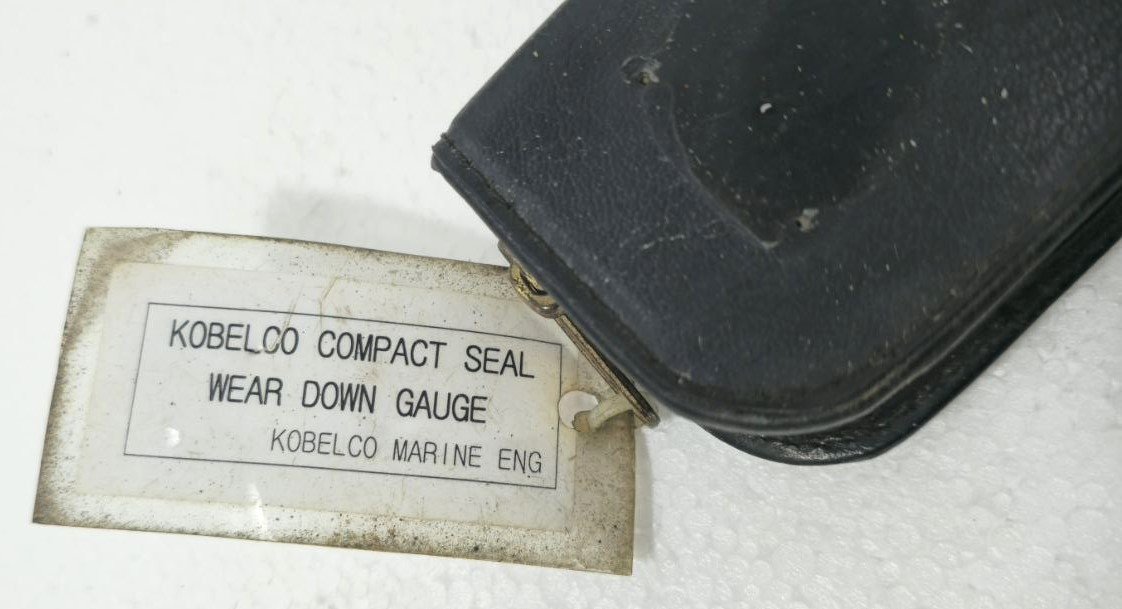 KOBELCO COMPACT SEAL
WEAR DOWN GAUGE
KOBELCO MARINE ENG